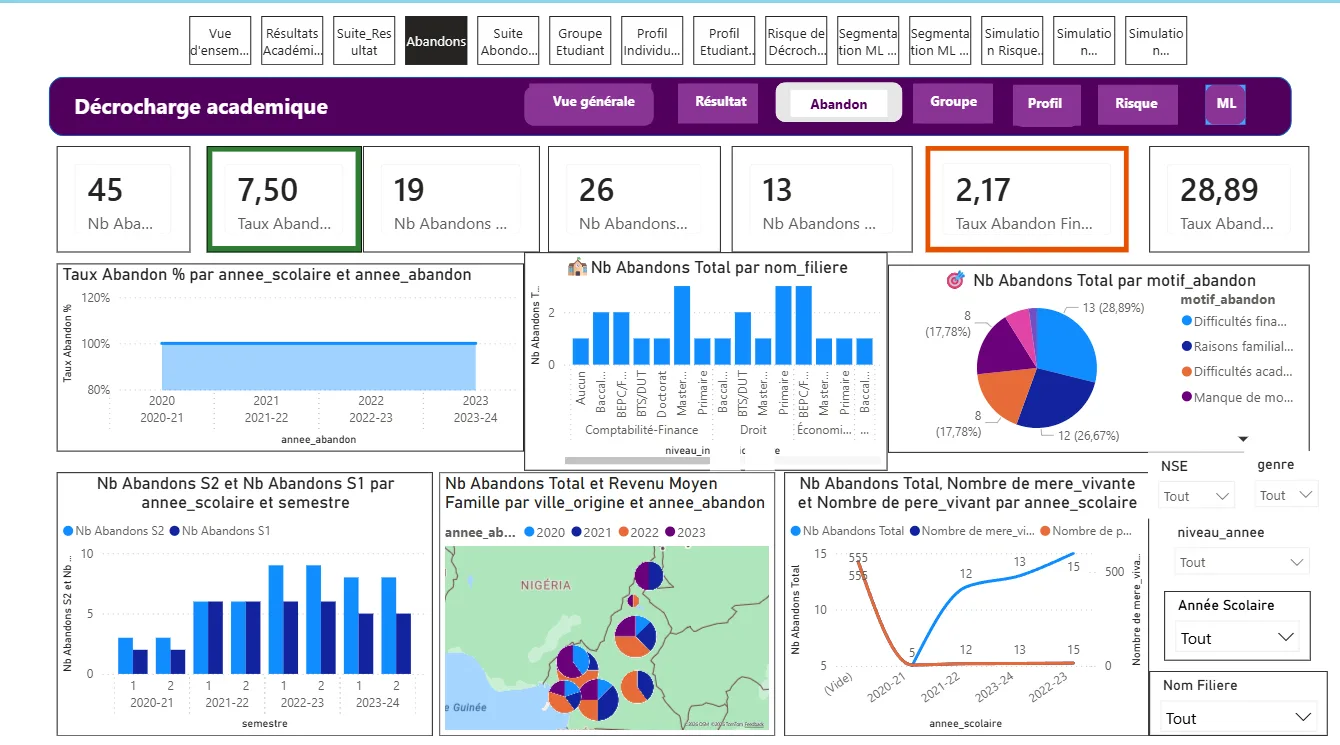 Vue
d'ensem...
Résultats
Académi...
Suite_Res
ultat
Abandons
Suite
Abondo...
Groupe
Etudiant
Profil
Individu...
Profil
Etudiant...
Risque de
Décroch...
Segmenta
tion ML ...
Segmenta
tion ML ...
Simulatio
n Risque...
Simulatio
n...
Simulatio
n...
Décrocharge academique
Vue générale
Résultat
Abandon
Groupe
Profil
Risque
ML
45
Nb Aba...
7,50
Taux Aband...
19
Nb Abandons ...
26
Nb Abandons...
13
Nb Abandons ...
2,17
Taux Abandon Fin...
28,89
Taux Aband...
Taux Abandon % par annee_scolaire et annee_abandon
Taux Abandon %
120%
100%
80%
2020 2021 2022 2023
2020-21 2021-22 2022-23 2023-24
annee_abandon
Nb Abandons Total par nom_filiere
Nb Abandons T...
2
0
Aucun
Baccal...
BEPC/F...
BTS/DUT
Doctorat
Master...
Primaire
Baccal...
BTS/DUT
Master...
Primaire
BEPC/F...
Master...
Primaire
Baccal...
Comptabilité-Finance Droit Économi... ...
niveau_in
Nb Abandons Total par motif_abandon
13 (28,89%)
12 (26,67%)
8
(17,78%)
8
(17,78%)
motif_abandon
Difficultés fina...
Raisons familial...
Difficultés acad...
Manque de mo...
Nb Abandons S2 et Nb Abandons S1 par
annee_scolaire et semestre
Nb Abandons S2 Nb Abandons S1
Nb Abandons S2 et Nb ...
10
5
0
1 2 1 2 1 2 1 2
2020-21 2021-22 2022-23 2023-24
semestre
Nb Abandons Total et Revenu Moyen
Famille par ville_origine et annee_abandon
annee_ab... 2020 2021 2022 2023
NIGÉRIA
e Guinée
Nb Abandons Total, Nombre de mere_vivante
et Nombre de pere_vivant par annee_scolaire
Nb Abandons Total Nombre de mere_vi... Nombre de p...
Nb Abandons Total
15
10
5
555
555
5
12
13
15
12
13
15
500
0
Nombre de mere_viva...
(Vide) 2020-21 2021-22 2023-24 2022-23
annee_scolaire
NSE
Tout
genre
Tout
niveau_annee
Tout
Année Scolaire
Tout
Nom Filiere
Tout